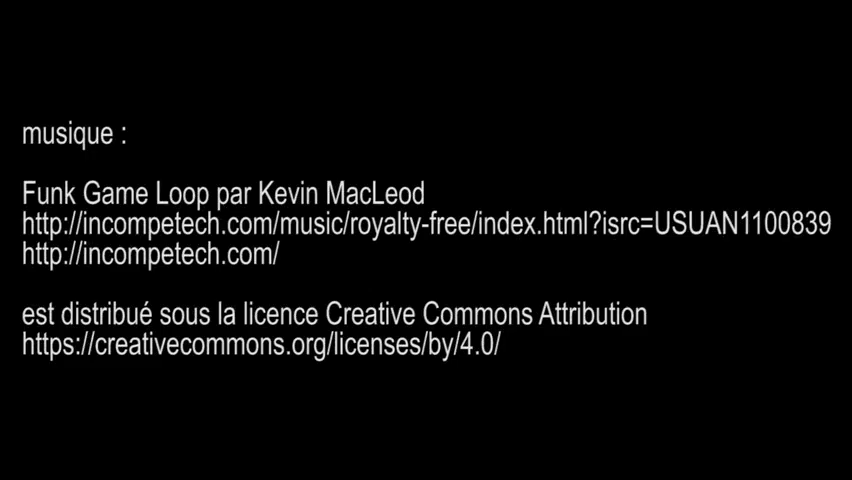 musique :
Funk Game Loop par Kevin MacLeod
http://incompetech.com/music/royalty-free/index.html?isrc=USUAN1100839
http://incompetech.com/
est distribué sous la licence Creative Commons Attribution
https://creativecommons.org/licenses/by/4.0/